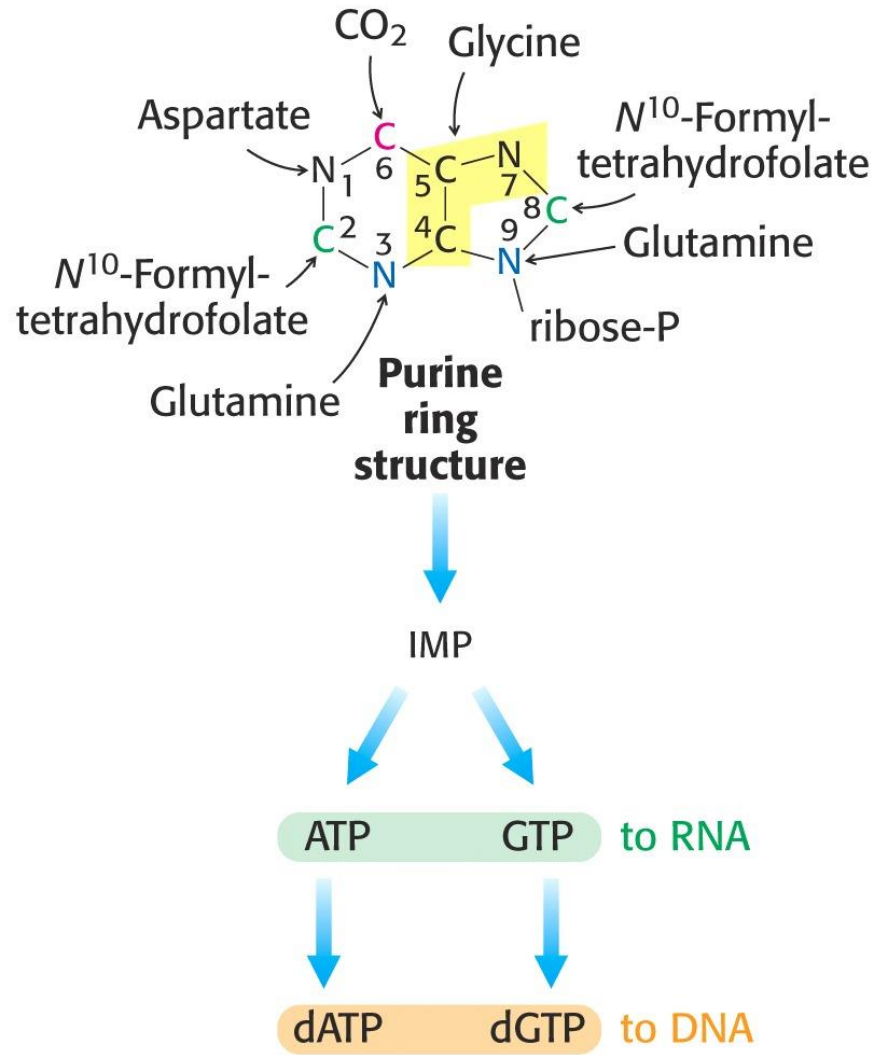 CO₂
Glycine
Aspartate
N¹⁰-Formyl-
tetrahydrofolate
C
N
1
6
5
C
N
7
8
C
C
2
3
4
C
9
N
N
Glutamine
N¹⁰-Formyl-
tetrahydrofolate
ribose-P
Glutamine
Purine
ring
structure
IMP
ATP GTP to RNA
dATP dGTP to DNA